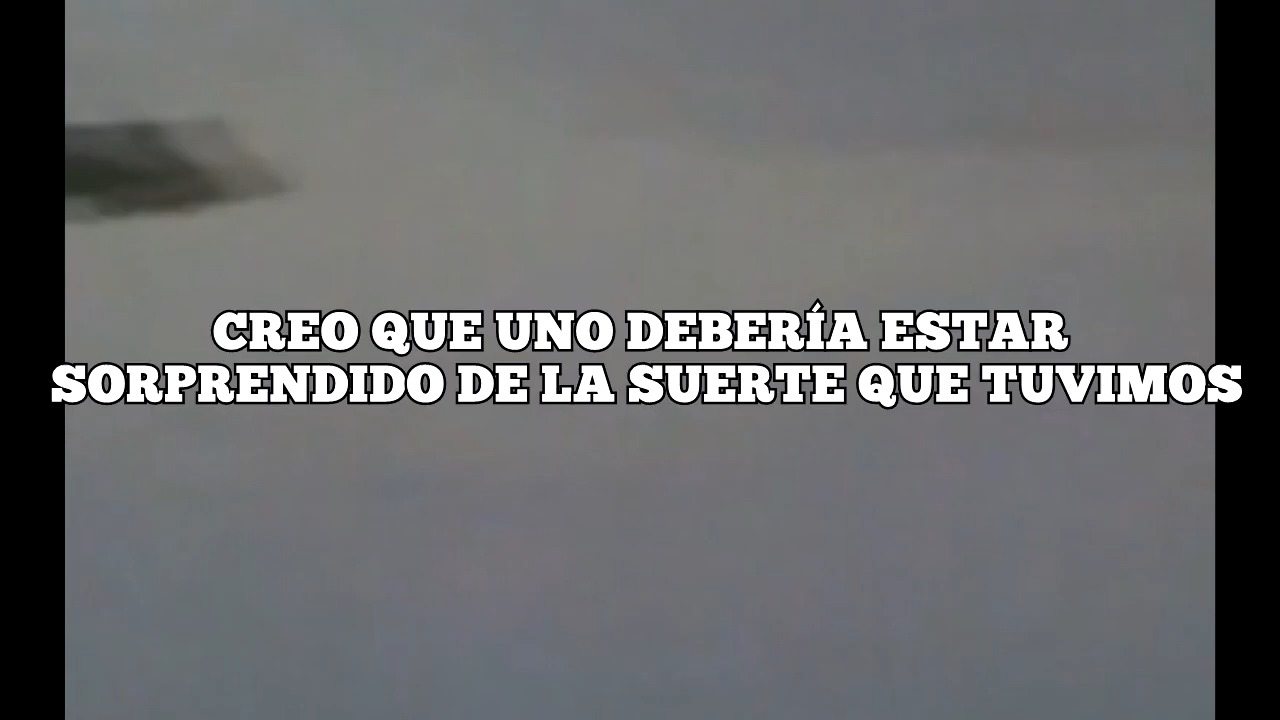 CREO QUE UNO DEBERÍA ESTAR
SORPRENDIDO DE LA SUERTE QUE TUVIMOS